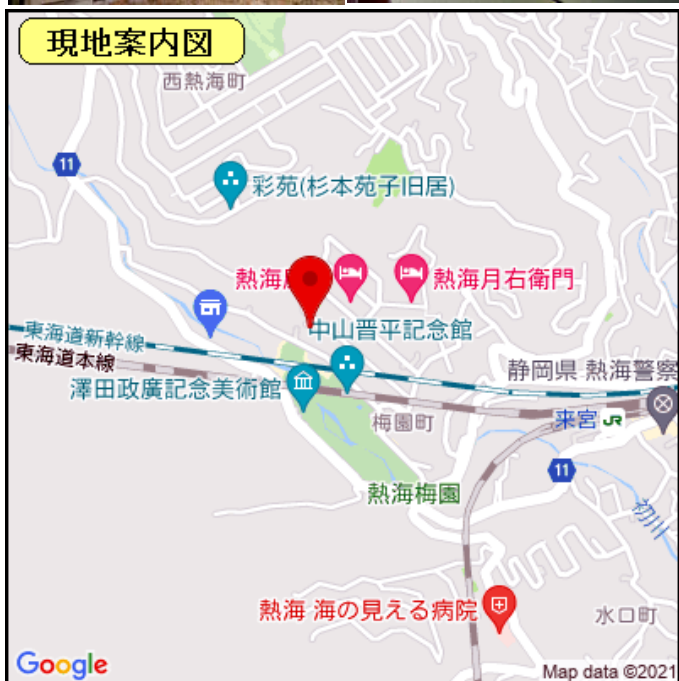 現地案内図
西熱海町
11
彩苑(杉本苑子旧居)
熱海
熱海月右衛門
中山晋平記念館
東海道新幹線
東海道本線
静岡県 熱海警察
澤田政廣記念美術館
梅園町
来宮 JR
11
熱海梅園
初川
熱海 海の見える病院
水口町
Google
Map data ©2021